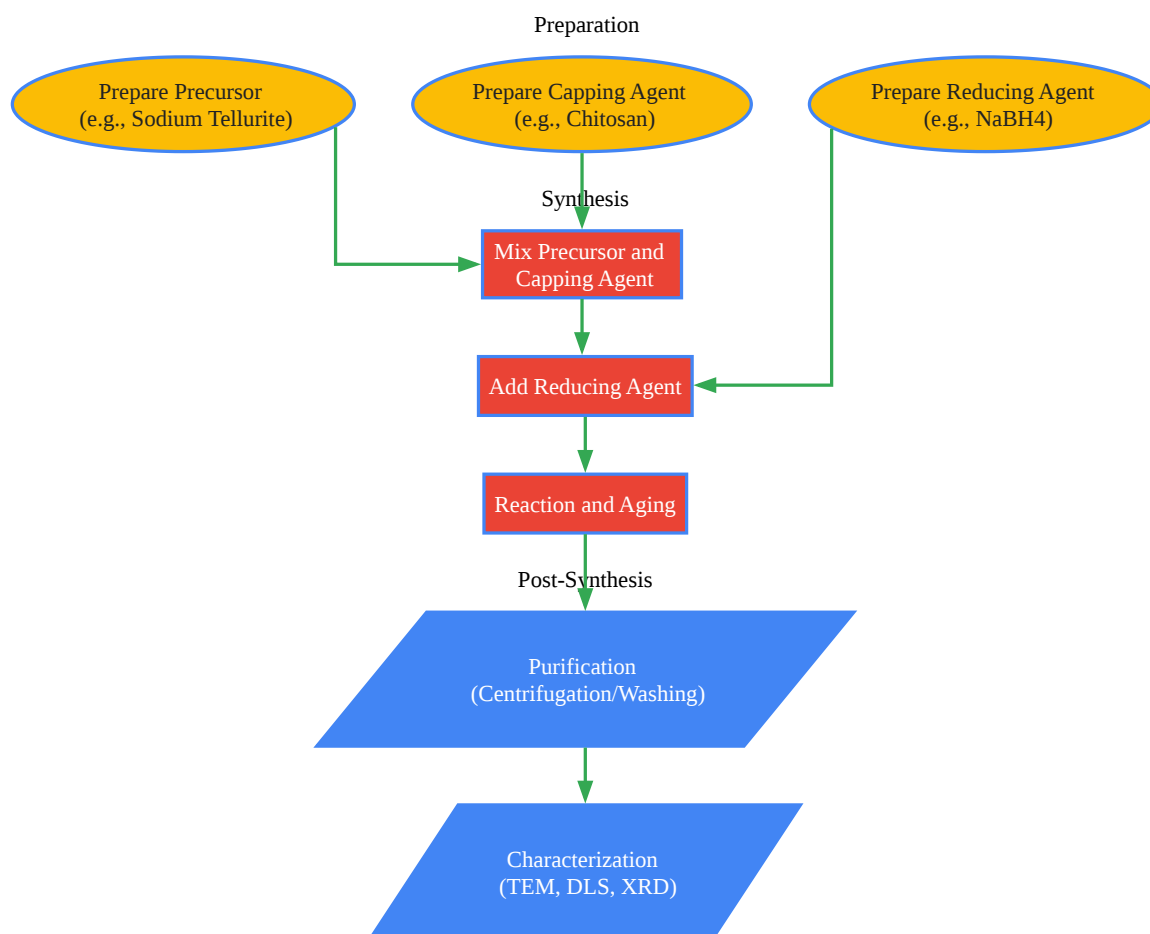 Preparation
Prepare Precursor
(e.g., Sodium Tellurite)
Prepare Capping Agent
(e.g., Chitosan)
Prepare Reducing Agent
(e.g., NaBH4)
Synthesis
Mix Precursor and
Capping Agent
Add Reducing Agent
Reaction and Aging
Post-Synthesis
Purification
(Centrifugation/Washing)
Characterization
(TEM, DLS, XRD)